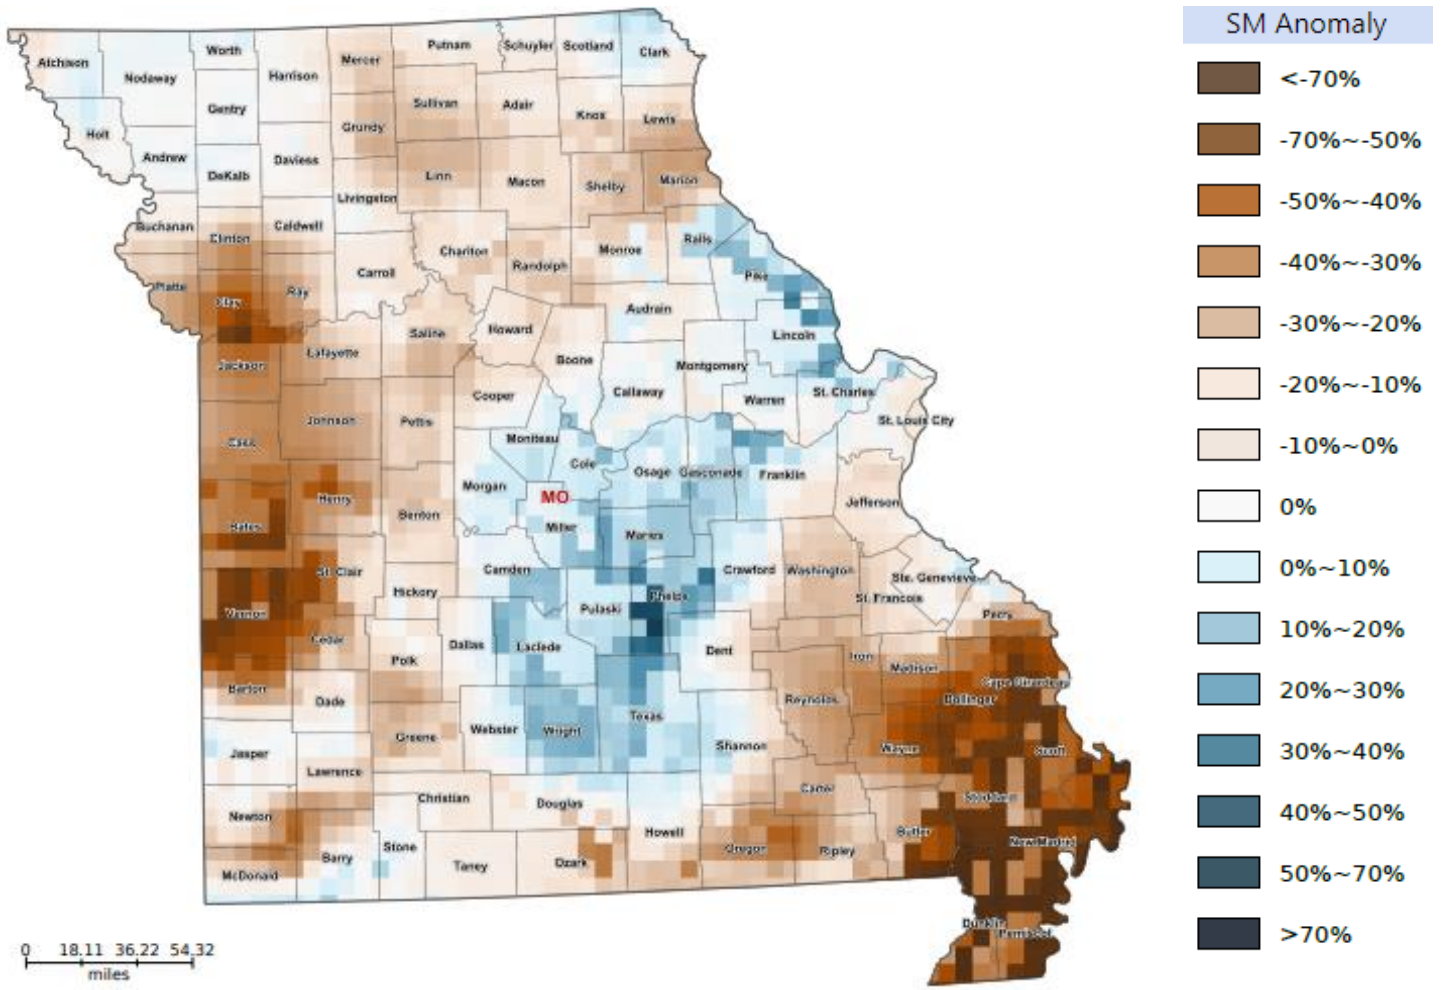 SM Anomaly
<-70%
-70%~-50%
-50%~-40%
-40%~-30%
-30%~-20%
-20%~-10%
-10%~0%
0%
0%~10%
10%~20%
20%~30%
30%~40%
40%~50%
50%~70%
>70%
Atchison
Nodaway
Worth
Harrison
Mercer
Putnam
Schuyler
Scotland
Clark
Gentry
Sullivan
Adair
Knox
Lewis
Holt
Andrew
DeKalb
Daviess
Grundy
Livingston
Linn
Macon
Shelby
Marion
Buchanan
Clinton
Caldwell
Carroll
Chariton
Randolph
Monroe
Ralls
Pike
Platte
Clay
Ray
Saline
Howard
Audrain
Lincoln
Jackson
Lafayette
Boone
Callaway
Montgomery
Warren
St. Charles
St. Louis City
Cooper
Cass
Johnson
Pettis
Moniteau
Cole
Osage
Gasconade
Franklin
Jefferson
Morgan
MO
Miller
Maries
Bates
Henry
Benton
Camden
Pulaski
Phelps
Crawford
Washington
Ste. Genevieve
St. Francois
Perry
St Clair
Hickory
Vernon
Cedar
Polk
Dallas
Laclede
Dent
Iron
Madison
Cape Girardeau
Bollinger
Reynolds
Barton
Dade
Greene
Webster
Wright
Texas
Shannon
Wayne
Scott
Jasper
Lawrence
Christian
Douglas
Carter
Stoddard
Newton
Barry
Stone
Taney
Ozark
Howell
Oregon
Ripley
Butler
New Madrid
McDonald
Dunklin
Pemiscot
0 18.11 36.22 54.32
miles